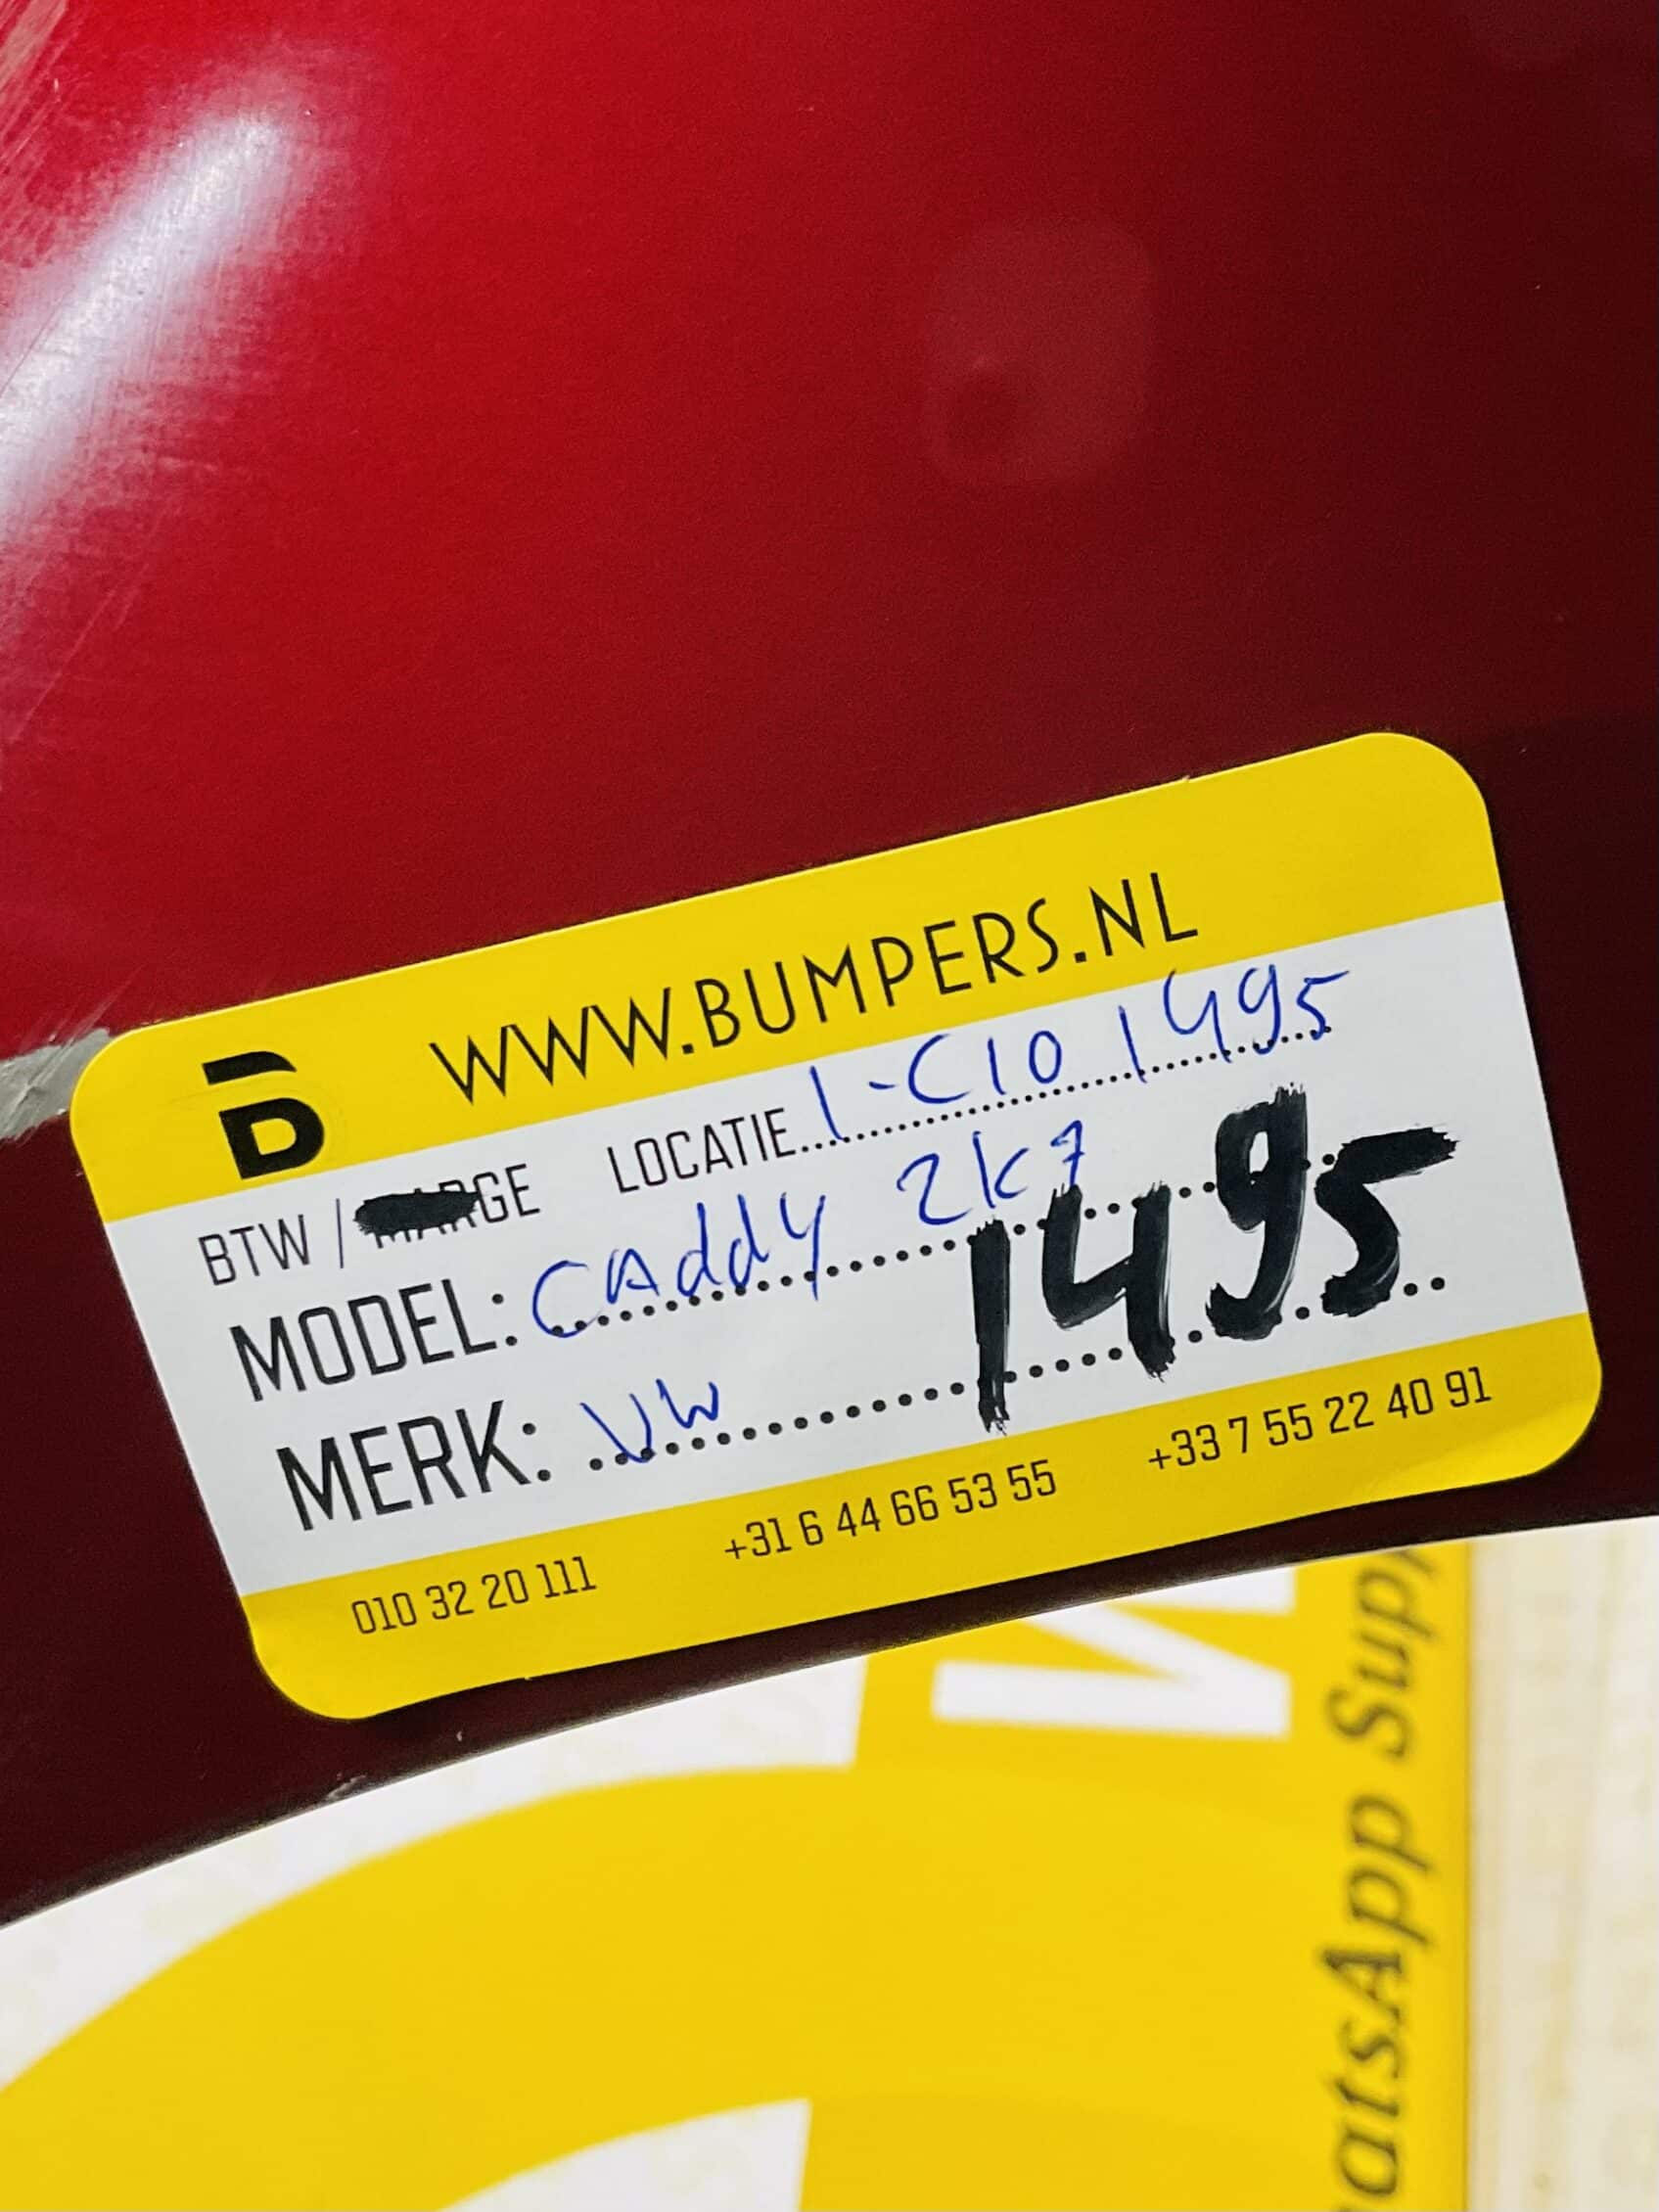 WWW.BUMPERS.NL
BTW / MARGE LOCATIE 1-C10 1495
MODEL: CAddy 2k7
1495
MERK: VW
010 32 20 111 +31 6 44 66 53 55 +33 7 55 22 40 91
atsApp Supp